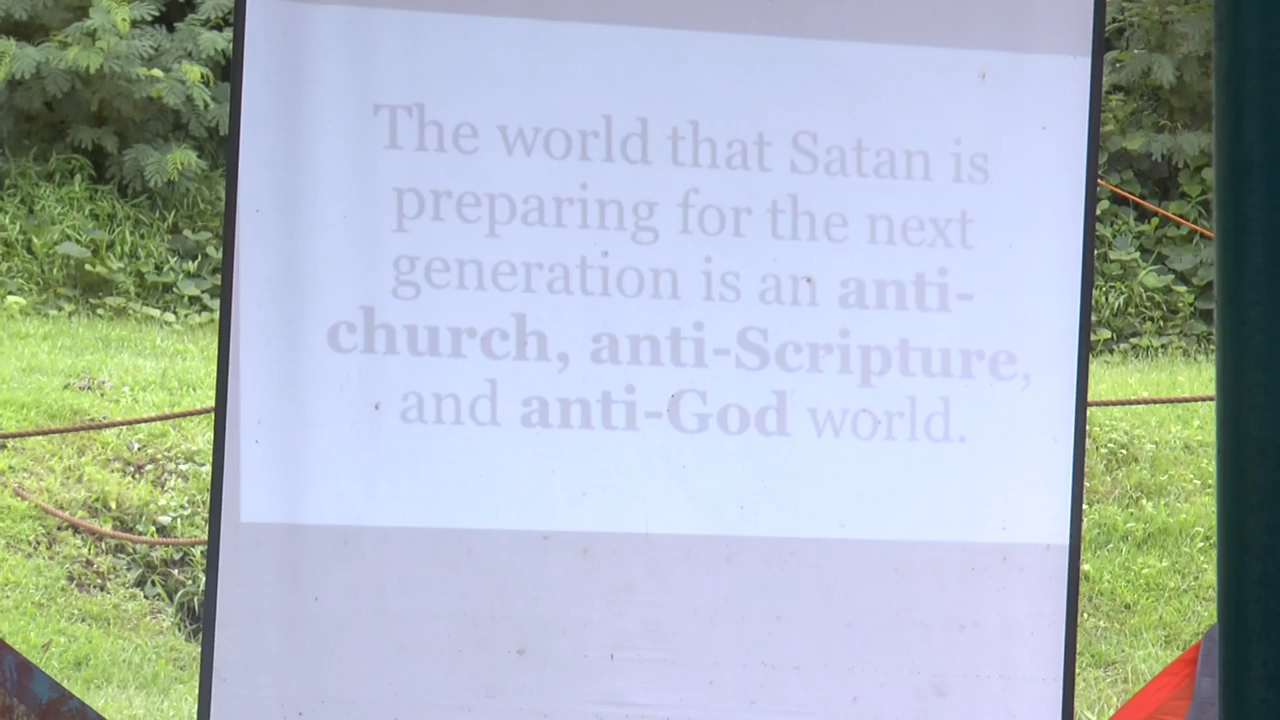 The world that Satan is
preparing for the next
generation is an anti-
church, anti-Scripture,
and anti-God world.